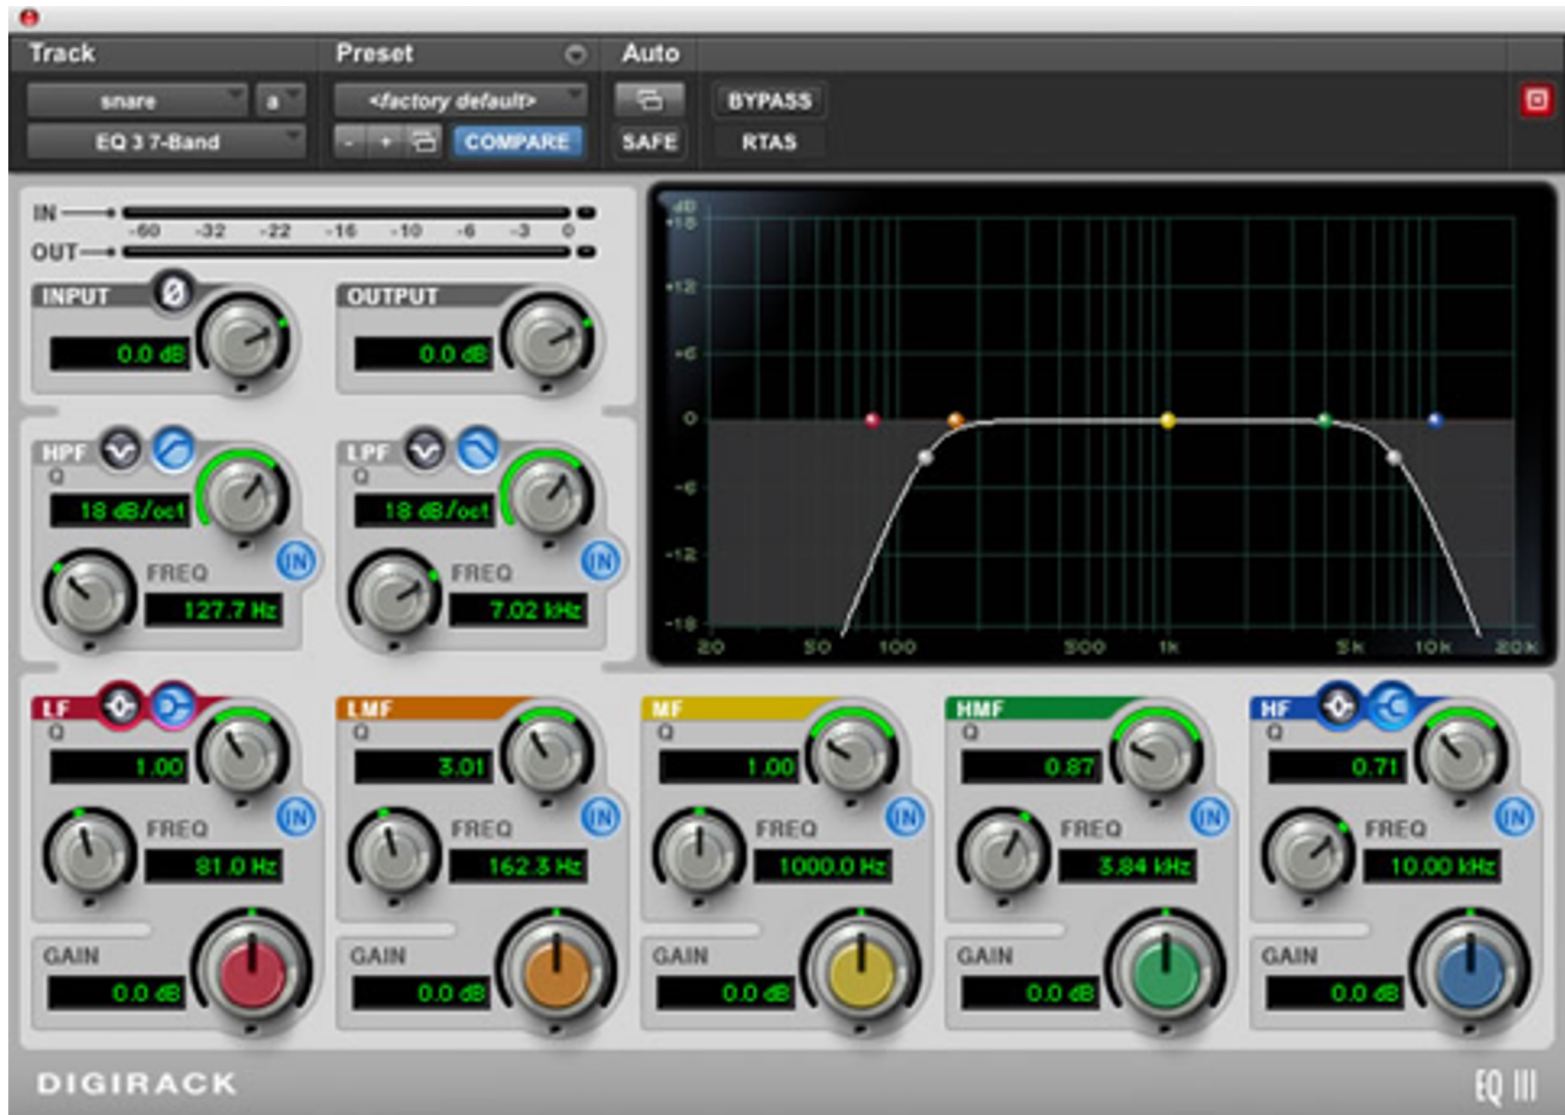 Track Preset Auto
snare a <factory default> BYPASS
EQ 3 7-Band - + COMPARE SAFE RTAS
IN
-60 -32 -22 -16 -10 -6 -3 0
OUT
INPUT Ø OUTPUT
0.0 dB 0.0 dB
HPF LPF
Q Q
18 dB/oct 18 dB/oct
IN IN
FREQ FREQ
127.7 Hz 7.02 kHz
dB
+18
+12
+6
0
-6
-12
-18
20 50 100 500 1k 5k 10k 20k
LF LMF MF HMF HF
Q Q Q Q Q
1.00 3.01 1.00 0.87 0.71
IN IN IN IN IN
FREQ FREQ FREQ FREQ FREQ
81.0 Hz 162.3 Hz 1000.0 Hz 3.84 kHz 10.00 kHz
GAIN GAIN GAIN GAIN GAIN
0.0 dB 0.0 dB 0.0 dB 0.0 dB 0.0 dB
DIGIRACK EQ III